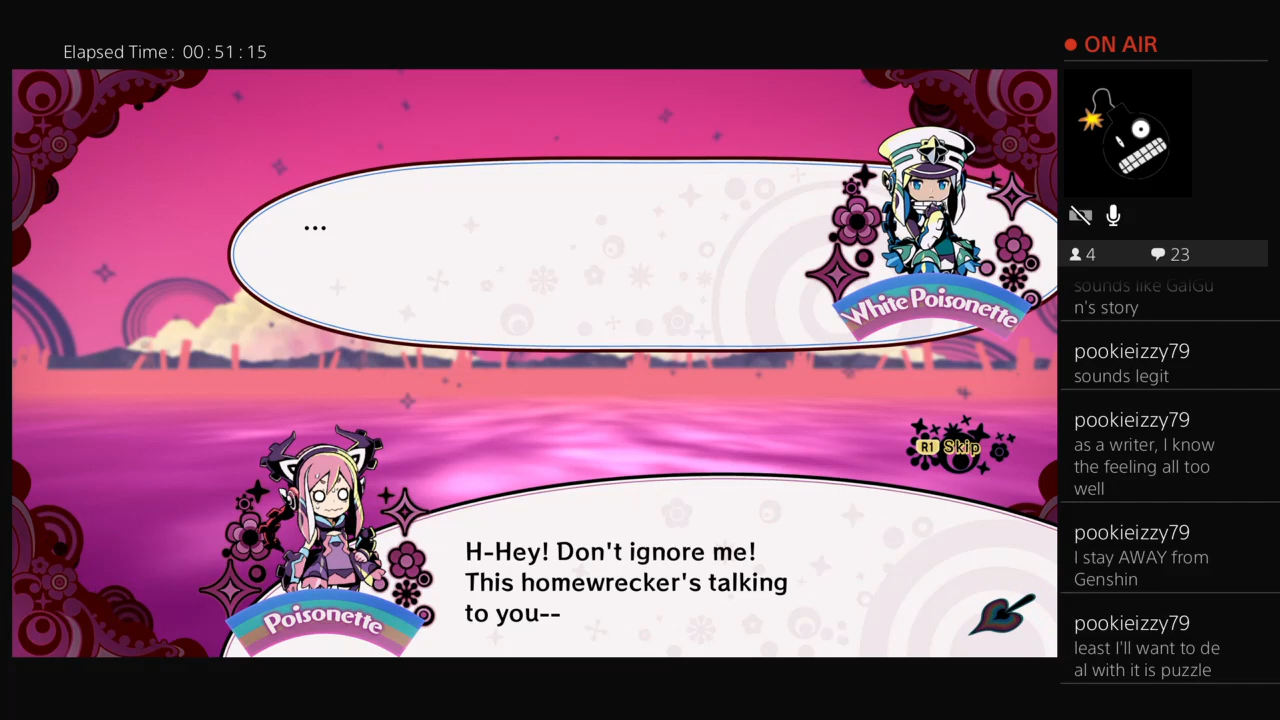 Elapsed Time: 00:51:15
ON AIR
...
White Poisonette
R1 Skip
Poisonette
H-Hey! Don't ignore me!
This homewrecker's talking
to you--
4 23
sounds like GalGu
n's story
pookieizzy79
sounds legit
pookieizzy79
as a writer, I know
the feeling all too
well
pookieizzy79
I stay AWAY from
Genshin
pookieizzy79
least I'll want to de
al with it is puzzle